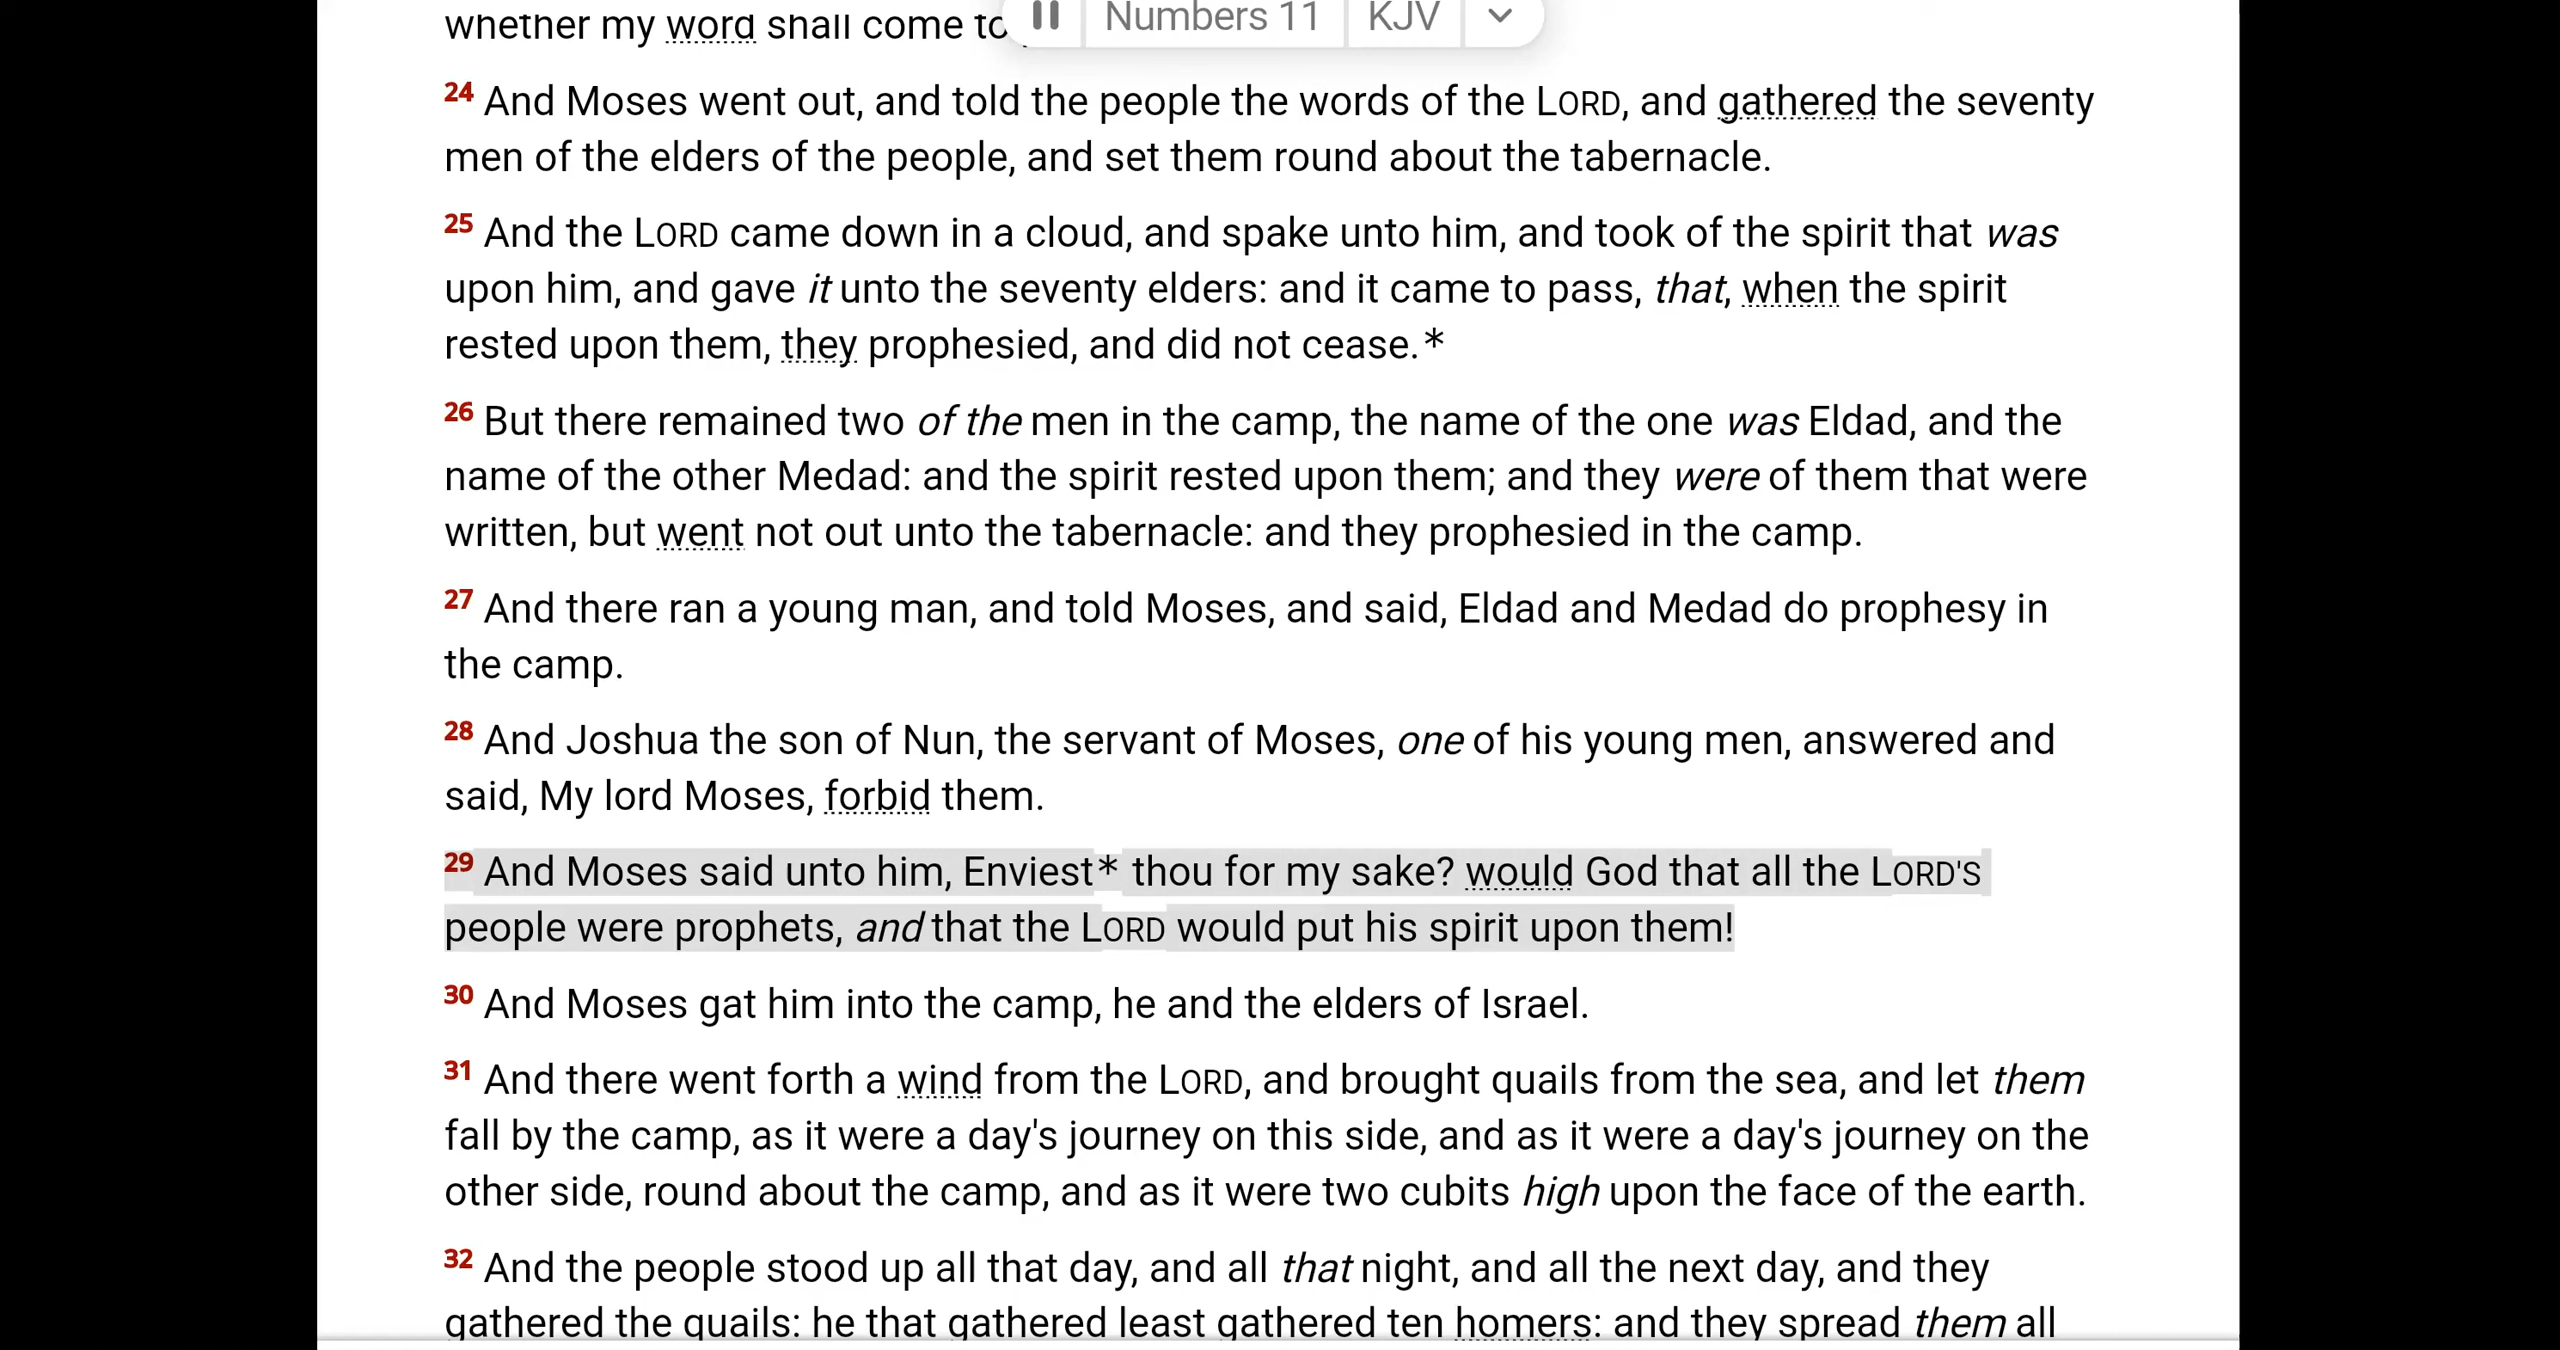 whether my word shall come to
Numbers 11 KJV
24 And Moses went out, and told the people the words of the LORD, and gathered the seventy
men of the elders of the people, and set them round about the tabernacle.
25 And the LORD came down in a cloud, and spake unto him, and took of the spirit that was
upon him, and gave it unto the seventy elders: and it came to pass, that, when the spirit
rested upon them, they prophesied, and did not cease.*
26 But there remained two of the men in the camp, the name of the one was Eldad, and the
name of the other Medad: and the spirit rested upon them; and they were of them that were
written, but went not out unto the tabernacle: and they prophesied in the camp.
27 And there ran a young man, and told Moses, and said, Eldad and Medad do prophesy in
the camp.
28 And Joshua the son of Nun, the servant of Moses, one of his young men, answered and
said, My lord Moses, forbid them.
29 And Moses said unto him, Enviest* thou for my sake? would God that all the LORD'S
people were prophets, and that the LORD would put his spirit upon them!
30 And Moses gat him into the camp, he and the elders of Israel.
31 And there went forth a wind from the LORD, and brought quails from the sea, and let them
fall by the camp, as it were a day's journey on this side, and as it were a day's journey on the
other side, round about the camp, and as it were two cubits high upon the face of the earth.
32 And the people stood up all that day, and all that night, and all the next day, and they
gathered the quails: he that gathered least gathered ten homers: and they spread them all